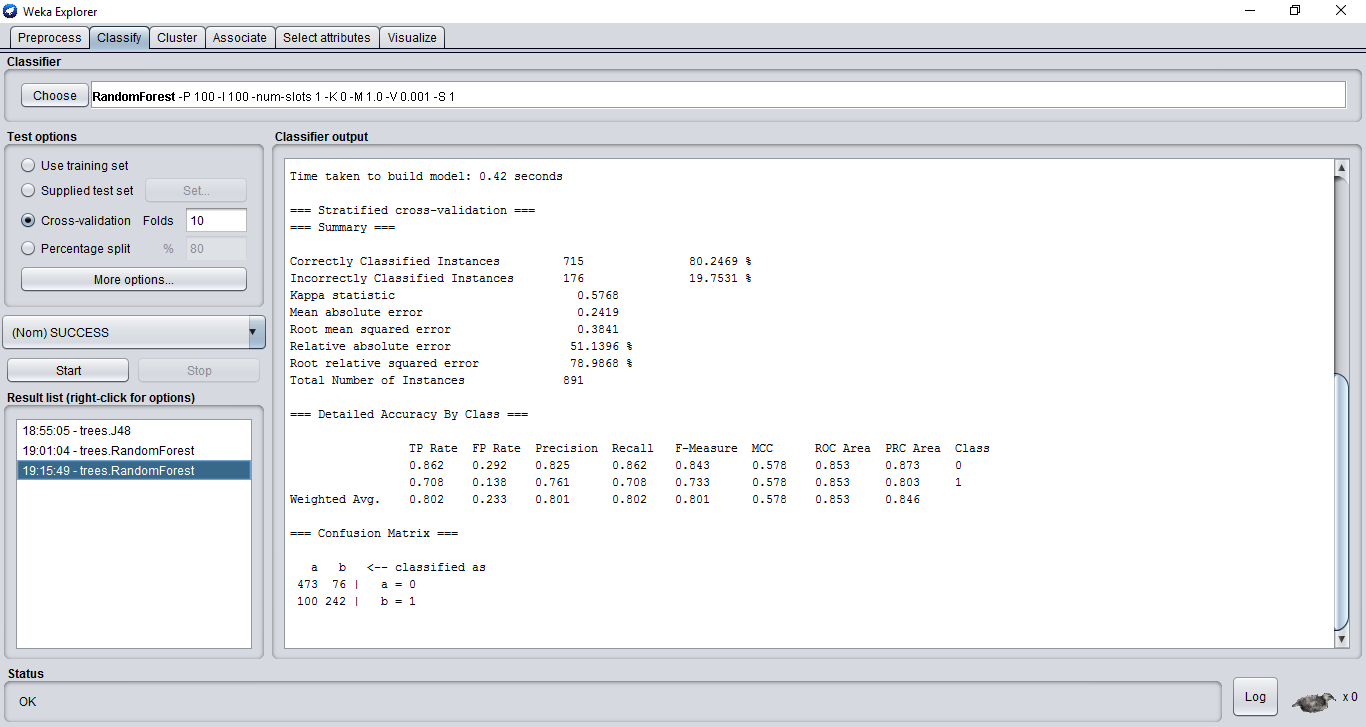 Weka Explorer
Preprocess Classify Cluster Associate Select attributes Visualize
Classifier
Choose RandomForest -P 100 -I 100 -num-slots 1 -K 0 -M 1.0 -V 0.001 -S 1
Test options
Use training set
Supplied test set Set...
Cross-validation Folds 10
Percentage split % 80
More options...
(Nom) SUCCESS
Start Stop
Result list (right-click for options)
18:55:05 - trees.J48
19:01:04 - trees.RandomForest
19:15:49 - trees.RandomForest
Classifier output
Time taken to build model: 0.42 seconds
=== Stratified cross-validation ===
=== Summary ===
Correctly Classified Instances 715 80.2469 %
Incorrectly Classified Instances 176 19.7531 %
Kappa statistic 0.5768
Mean absolute error 0.2419
Root mean squared error 0.3841
Relative absolute error 51.1396 %
Root relative squared error 78.9868 %
Total Number of Instances 891
=== Detailed Accuracy By Class ===
TP Rate FP Rate Precision Recall F-Measure MCC ROC Area PRC Area Class
0.862 0.292 0.825 0.862 0.843 0.578 0.853 0.873 0
0.708 0.138 0.761 0.708 0.733 0.578 0.853 0.803 1
Weighted Avg. 0.802 0.233 0.801 0.802 0.801 0.578 0.853 0.846
=== Confusion Matrix ===
a b <-- classified as
473 76 | a = 0
100 242 | b = 1
Status
OK
Log x 0